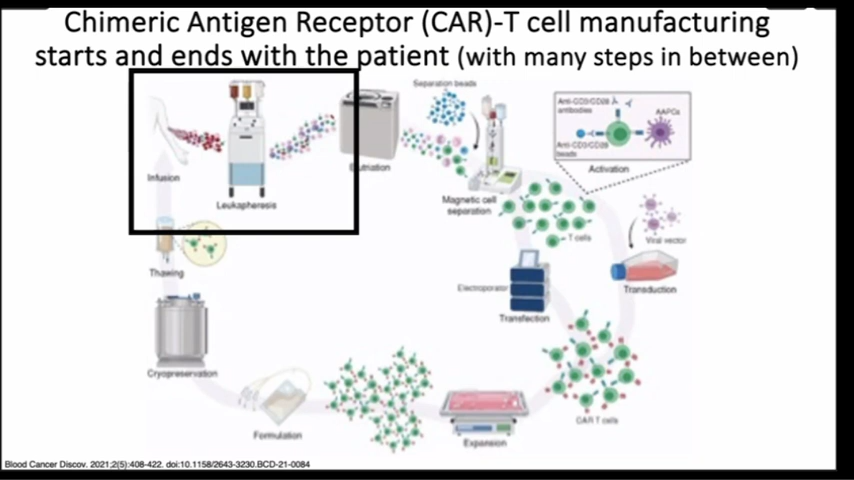 Chimeric Antigen Receptor (CAR)-T cell manufacturing
starts and ends with the patient (with many steps in between)
Separation beads
Anti-CD3/CD28
antibodies
AAPCs
Anti-CD3/CD28
beads
Activation
Infusion
Leukapheresis
Magnetic cell
separation
T cells
Viral vector
Thawing
Electroporator
Transduction
Transfection
Cryopreservation
CAR T cells
Formulation
Expansion
Blood Cancer Discov. 2021;2(5):408-422. doi:10.1158/2643-3230.BCD-21-0084